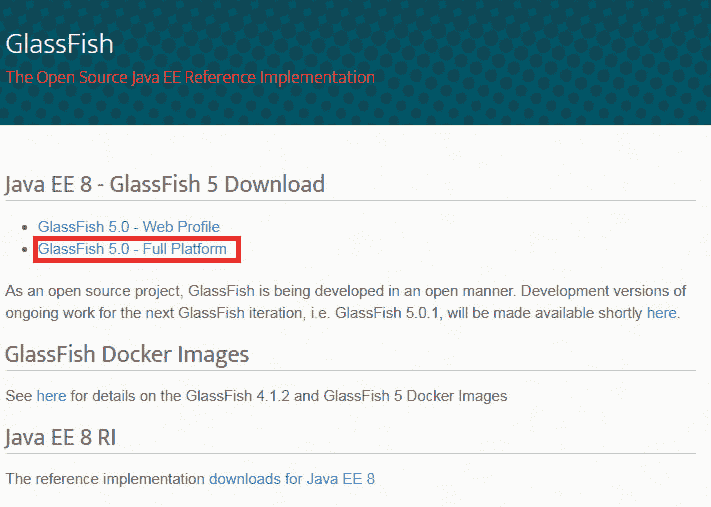 GlassFish
The Open Source Java EE Reference Implementation
Java EE 8 - GlassFish 5 Download
GlassFish 5.0 - Web Profile
GlassFish 5.0 - Full Platform
As an open source project, GlassFish is being developed in an open manner. Development versions of
ongoing work for the next GlassFish iteration, i.e. GlassFish 5.0.1, will be made available shortly here.
GlassFish Docker Images
See here for details on the GlassFish 4.1.2 and GlassFish 5 Docker Images
Java EE 8 RI
The reference implementation downloads for Java EE 8